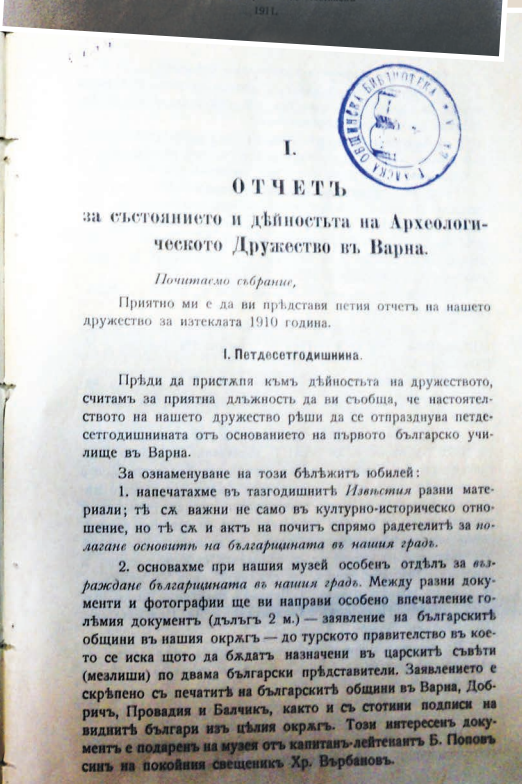 1911.
ОБЩИНСКА БИБЛИОТЕКА
I.
ОТЧЕТЪ
за състоянието и дѣйностьта на Археологи-
ческото Дружество въ Варна.
Почитаемо събрание,
Приятно ми е да ви прѣдставя петия отчет на нашето
дружество за изтеклата 1910 година.
I. Петдесетгодишнина.
Прѣди да пристѫпя къмъ дѣйностьта на дружеството,
считамъ за приятна длъжность да ви съобща, че настоятел-
ството на нашето дружество рѣши да се отпразднува петде-
сетгодишнината отъ основанието на първото българско учи-
лище въ Варна.
За ознаменуване на този бѣлѣжитъ юбилей:
1. напечатахме въ тазгодишнитѣ Извѣстия разни мате-
риали; тѣ сѫ важни не само въ културно-историческо отно-
шение, но тѣ сѫ и актъ на почитъ спрямо радетелитѣ за по-
лагане основитѣ на българщината въ нашия градъ.
2. основахме при нашия музей особенъ отдѣлъ за въз-
раждане българщината въ нашия градъ. Между разни доку-
менти и фотографии ще ви направи особено впечатление го-
лѣмия документъ (дълъгъ 2 м.) — заявление на българскитѣ
общини въ нашия окрѫгъ — до турското правителство въ кое-
то се иска щото да бѫдатъ назначени въ царскитѣ съвѣти
(мезлиши) по двама български прѣдставители. Заявлението е
скрѣпено съ печатитѣ на българскитѣ общини въ Варна, Доб-
ричъ, Провадия и Балчикъ, както и съ стотини подписи на
виднитѣ българи изъ цѣлия окрѫгъ. Този интересенъ доку-
ментъ е подаренъ на музея отъ капитанъ-лейтенантъ Б. Поповъ
синъ на покойния свещеникъ Хр. Върбановъ.